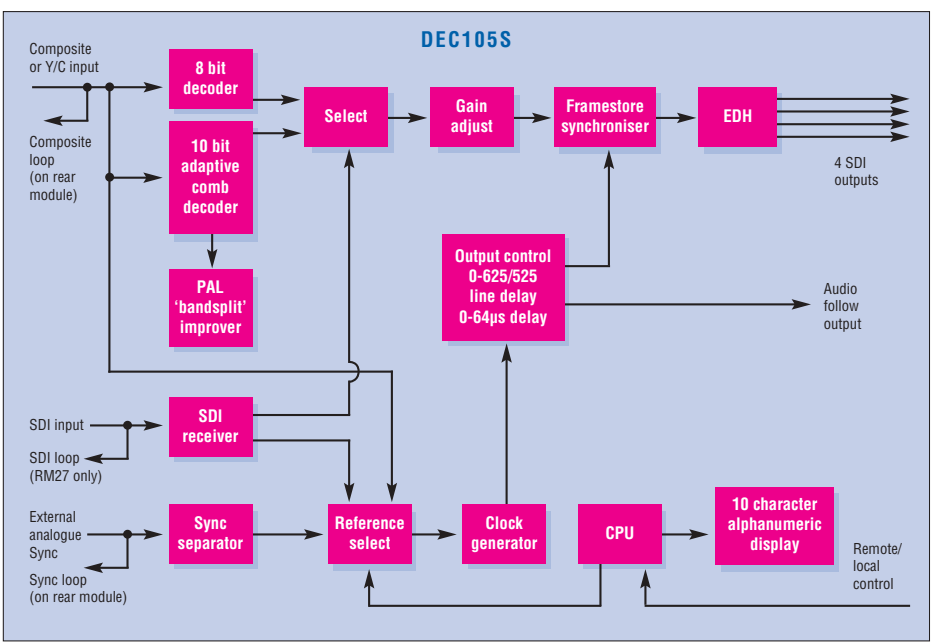 DEC105S
Composite
or Y/C input
8 bit
decoder
Select
Gain
adjust
Framestore
synchroniser
EDH
Composite
loop
(on rear
module)
10 bit
adaptive
comb
decoder
4 SDI
outputs
PAL
‘bandsplit’
improver
Output control
0-625/525
line delay
0-64µs delay
Audio
follow
output
SDI input
SDI loop
(RM27 only)
SDI
receiver
External
analogue
Sync
Sync loop
(on rear module)
Sync
separator
Reference
select
Clock
generator
CPU
10 character
alphanumeric
display
Remote/
local
control